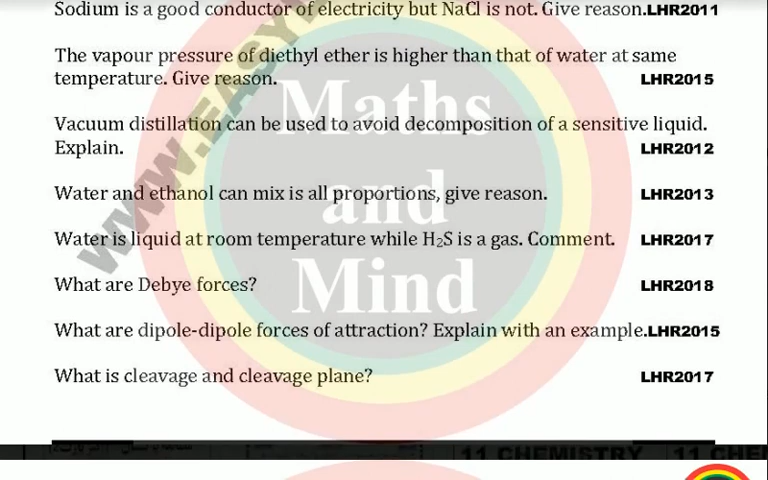 Sodium is a good conductor of electricity but NaCl is not. Give reason.LHR2011
The vapour pressure of diethyl ether is higher than that of water at same
temperature. Give reason. LHR2015
Vacuum distillation can be used to avoid decomposition of a sensitive liquid.
Explain. LHR2012
Water and ethanol can mix is all proportions, give reason. LHR2013
Water is liquid at room temperature while H₂S is a gas. Comment. LHR2017
What are Debye forces? LHR2018
What are dipole-dipole forces of attraction? Explain with an example.LHR2015
What is cleavage and cleavage plane? LHR2017
Maths
and
Mind
WWW.EASY
11 CHEMISTRY 11 CHE